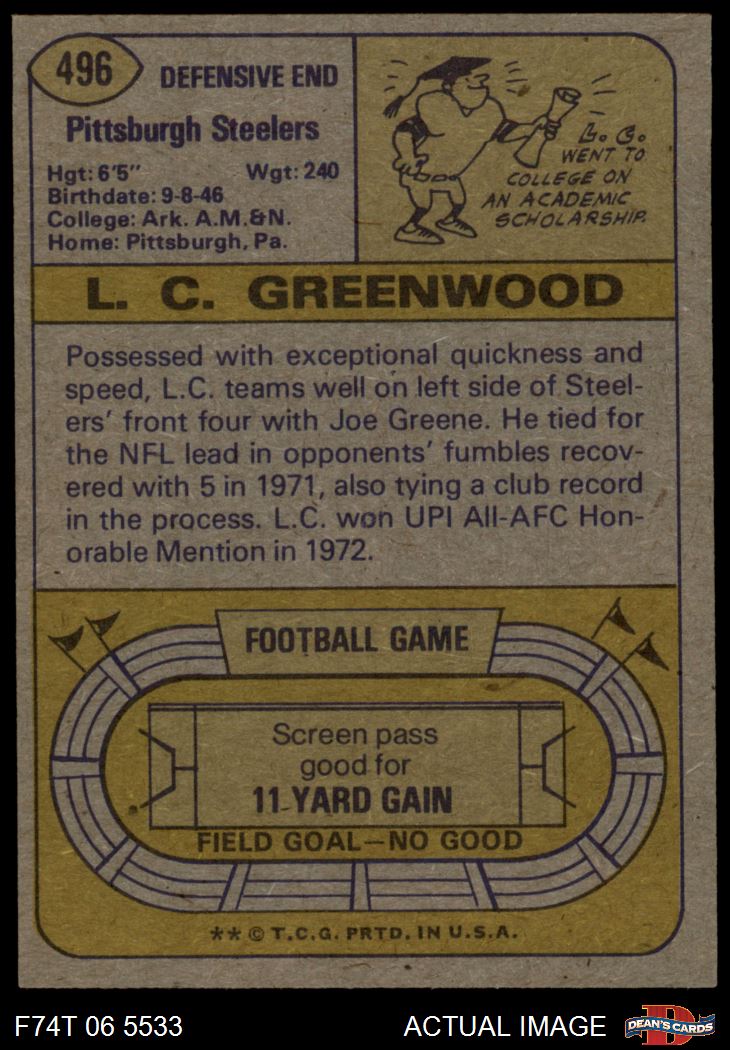 496
DEFENSIVE END
Pittsburgh Steelers
Hgt: 6'5" Wgt: 240
Birthdate: 9-8-46
College: Ark. A.M.&N.
Home: Pittsburgh, Pa.
L. C.
WENT TO
COLLEGE ON
AN ACADEMIC
SCHOLARSHIP.
L. C. GREENWOOD
Possessed with exceptional quickness and
speed, L.C. teams well on left side of Steel-
ers' front four with Joe Greene. He tied for
the NFL lead in opponents' fumbles recov-
ered with 5 in 1971, also tying a club record
in the process. L.C. won UPI All-AFC Hon-
orable Mention in 1972.
FOOTBALL GAME
Screen pass
good for
11-YARD GAIN
FIELD GOAL—NO GOOD
** © T.C.G. PRTD. IN U.S.A.
F74T 06 5533
ACTUAL IMAGE
D
DEAN'S CARDS